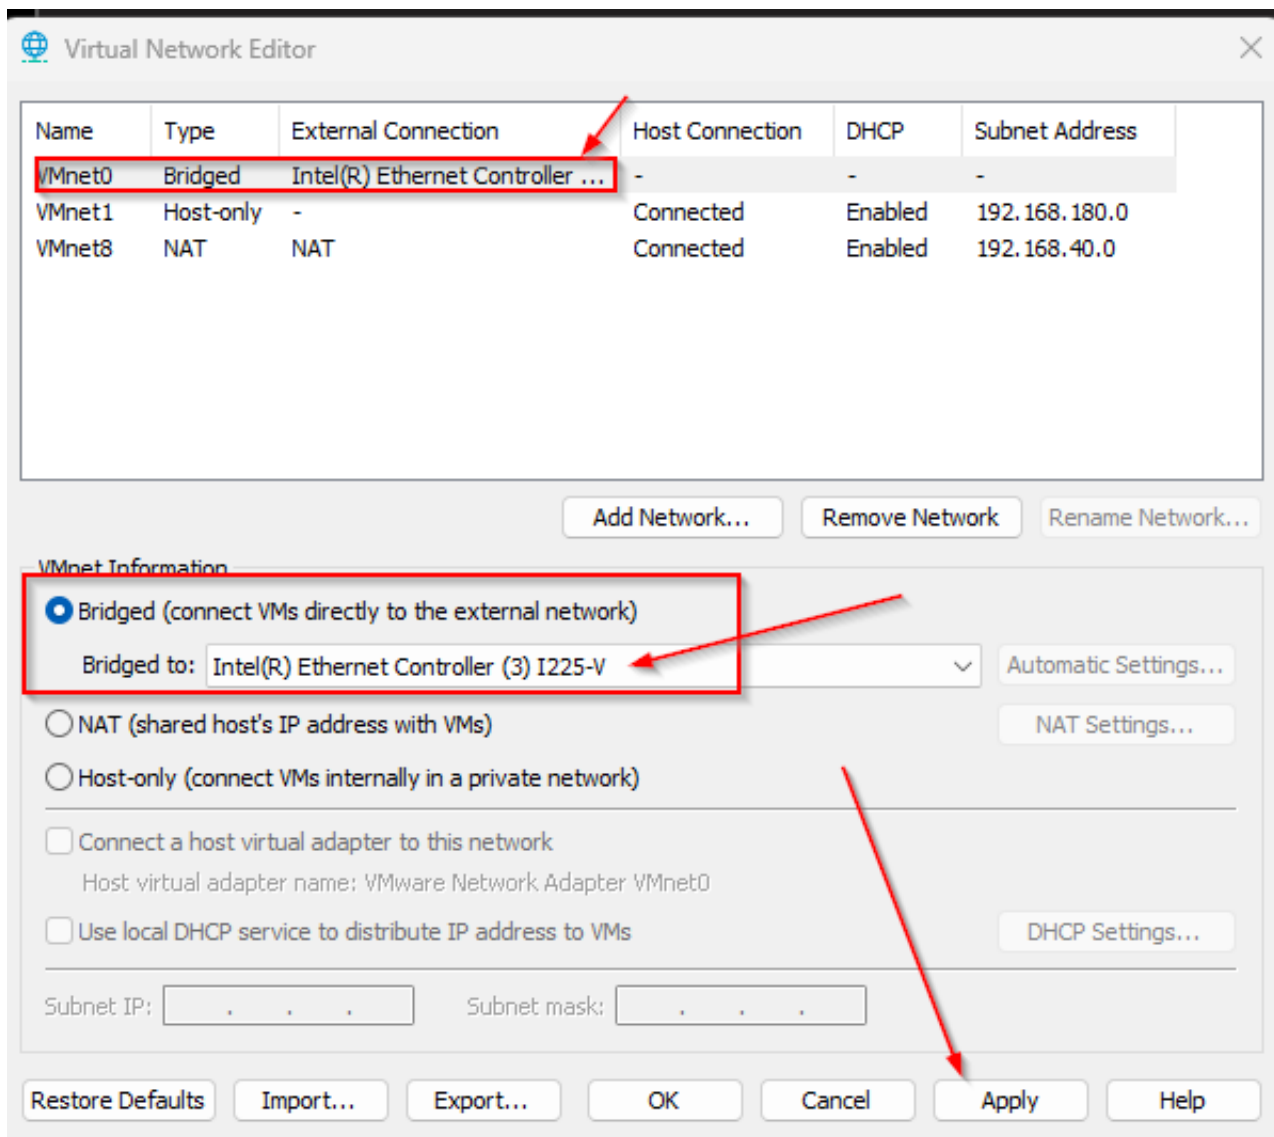 Virtual Network Editor
Name Type External Connection Host Connection DHCP Subnet Address
VMnet0 Bridged Intel(R) Ethernet Controller ... - - -
VMnet1 Host-only - Connected Enabled 192.168.180.0
VMnet8 NAT NAT Connected Enabled 192.168.40.0
Add Network... Remove Network Rename Network...
VMnet Information
Bridged (connect VMs directly to the external network)
Bridged to: Intel(R) Ethernet Controller (3) I225-V Automatic Settings...
NAT (shared host's IP address with VMs) NAT Settings...
Host-only (connect VMs internally in a private network)
Connect a host virtual adapter to this network
Host virtual adapter name: VMware Network Adapter VMnet0
Use local DHCP service to distribute IP address to VMs DHCP Settings...
Subnet IP: . . . Subnet mask: . . .
Restore Defaults Import... Export... OK Cancel Apply Help